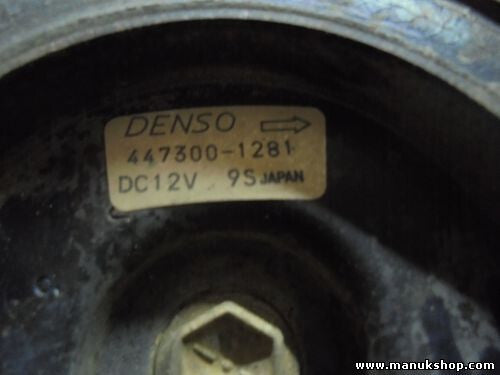 DENSO
447300-1281
DC12V 9S JAPAN
www.manukshop.com